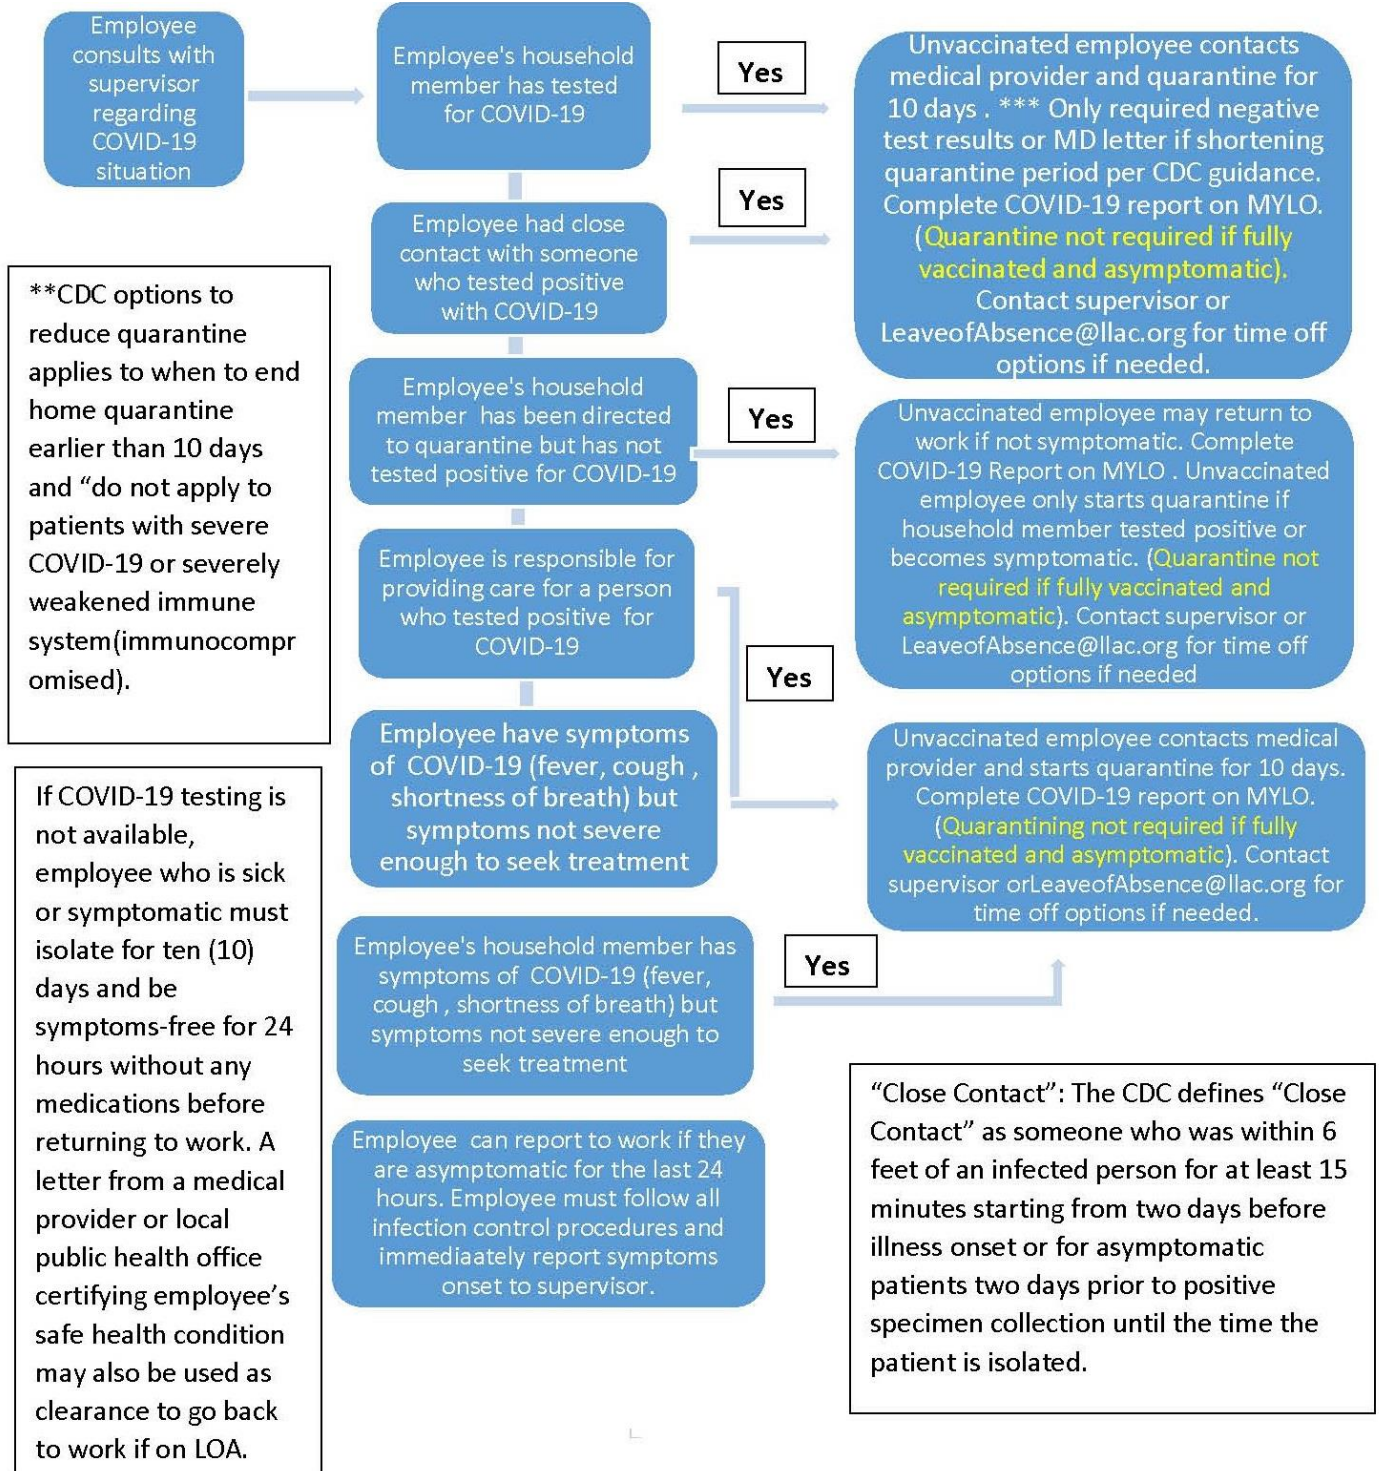 Employee
consults with
supervisor
regarding
COVID-19
situation
Employee's household
member has tested
for COVID-19
Yes
Unvaccinated employee contacts
medical provider and quarantine for
10 days . *** Only required negative
test results or MD letter if shortening
quarantine period per CDC guidance.
Complete COVID-19 report on MYLO.
(Quarantine not required if fully
vaccinated and asymptomatic).
Contact supervisor or
LeaveofAbsence@llac.org for time off
options if needed.
Employee had close
contact with someone
who tested positive
with COVID-19
Yes
**CDC options to
reduce quarantine
applies to when to end
home quarantine
earlier than 10 days
and “do not apply to
patients with severe
COVID-19 or severely
weakened immune
system(immunocompr
omised).
Employee's household
member has been directed
to quarantine but has not
tested positive for COVID-19
Yes
Unvaccinated employee may return to
work if not symptomatic. Complete
COVID-19 Report on MYLO . Unvaccinated
employee only starts quarantine if
household member tested positive or
becomes symptomatic. (Quarantine not
required if fully vaccinated and
asymptomatic). Contact supervisor or
LeaveofAbsence@llac.org for time off
options if needed
Employee is responsible for
providing care for a person
who tested positive for
COVID-19
Yes
Employee have symptoms
of COVID-19 (fever, cough ,
shortness of breath) but
symptoms not severe
enough to seek treatment
Unvaccinated employee contacts medical
provider and starts quarantine for 10 days.
Complete COVID-19 report on MYLO.
(Quarantining not required if fully
vaccinated and asymptomatic). Contact
supervisor orLeaveofAbsence@llac.org for
time off options if needed.
If COVID-19 testing is
not available,
employee who is sick
or symptomatic must
isolate for ten (10)
days and be
symptoms-free for 24
hours without any
medications before
returning to work. A
letter from a medical
provider or local
public health office
certifying employee’s
safe health condition
may also be used as
clearance to go back
to work if on LOA.
Employee's household member has
symptoms of COVID-19 (fever,
cough , shortness of breath) but
symptoms not severe enough to
seek treatment
Yes
Employee can report to work if they
are asymptomatic for the last 24
hours. Employee must follow all
infection control procedures and
immediaately report symptoms
onset to supervisor.
“Close Contact”: The CDC defines “Close
Contact” as someone who was within 6
feet of an infected person for at least 15
minutes starting from two days before
illness onset or for asymptomatic
patients two days prior to positive
specimen collection until the time the
patient is isolated.